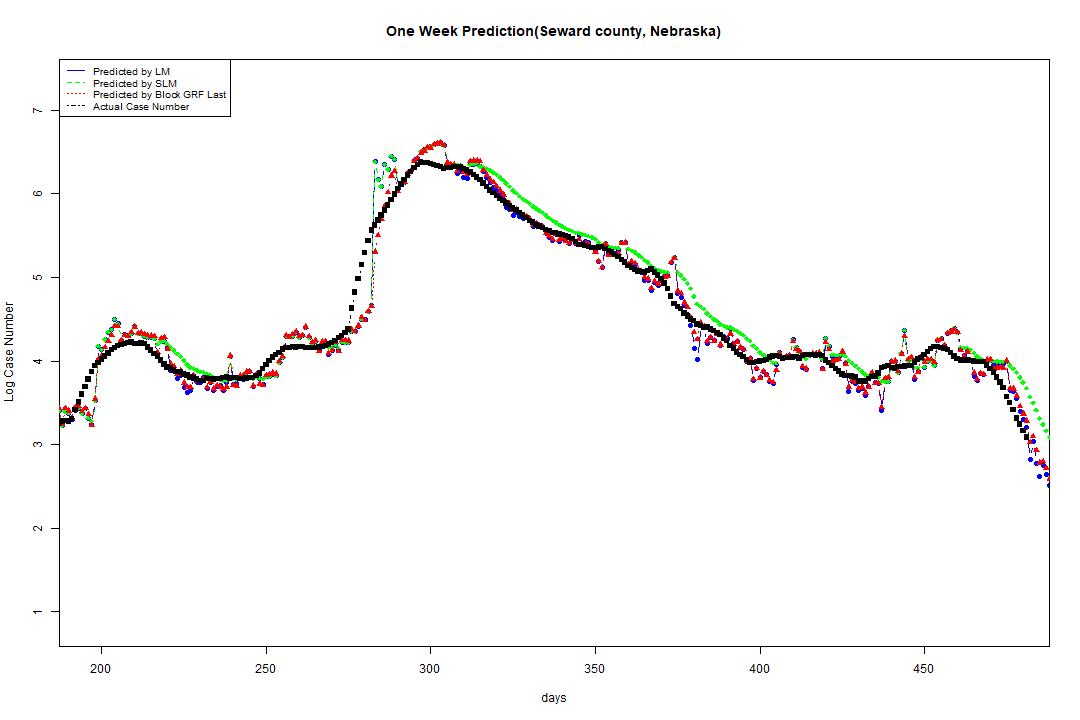 One Week Prediction(Seward county, Nebraska)
Predicted by LM
Predicted by SLM
Predicted by Block GRF Last
Actual Case Number
7
6
5
4
3
2
1
Log Case Number
200 250 300 350 400 450
days